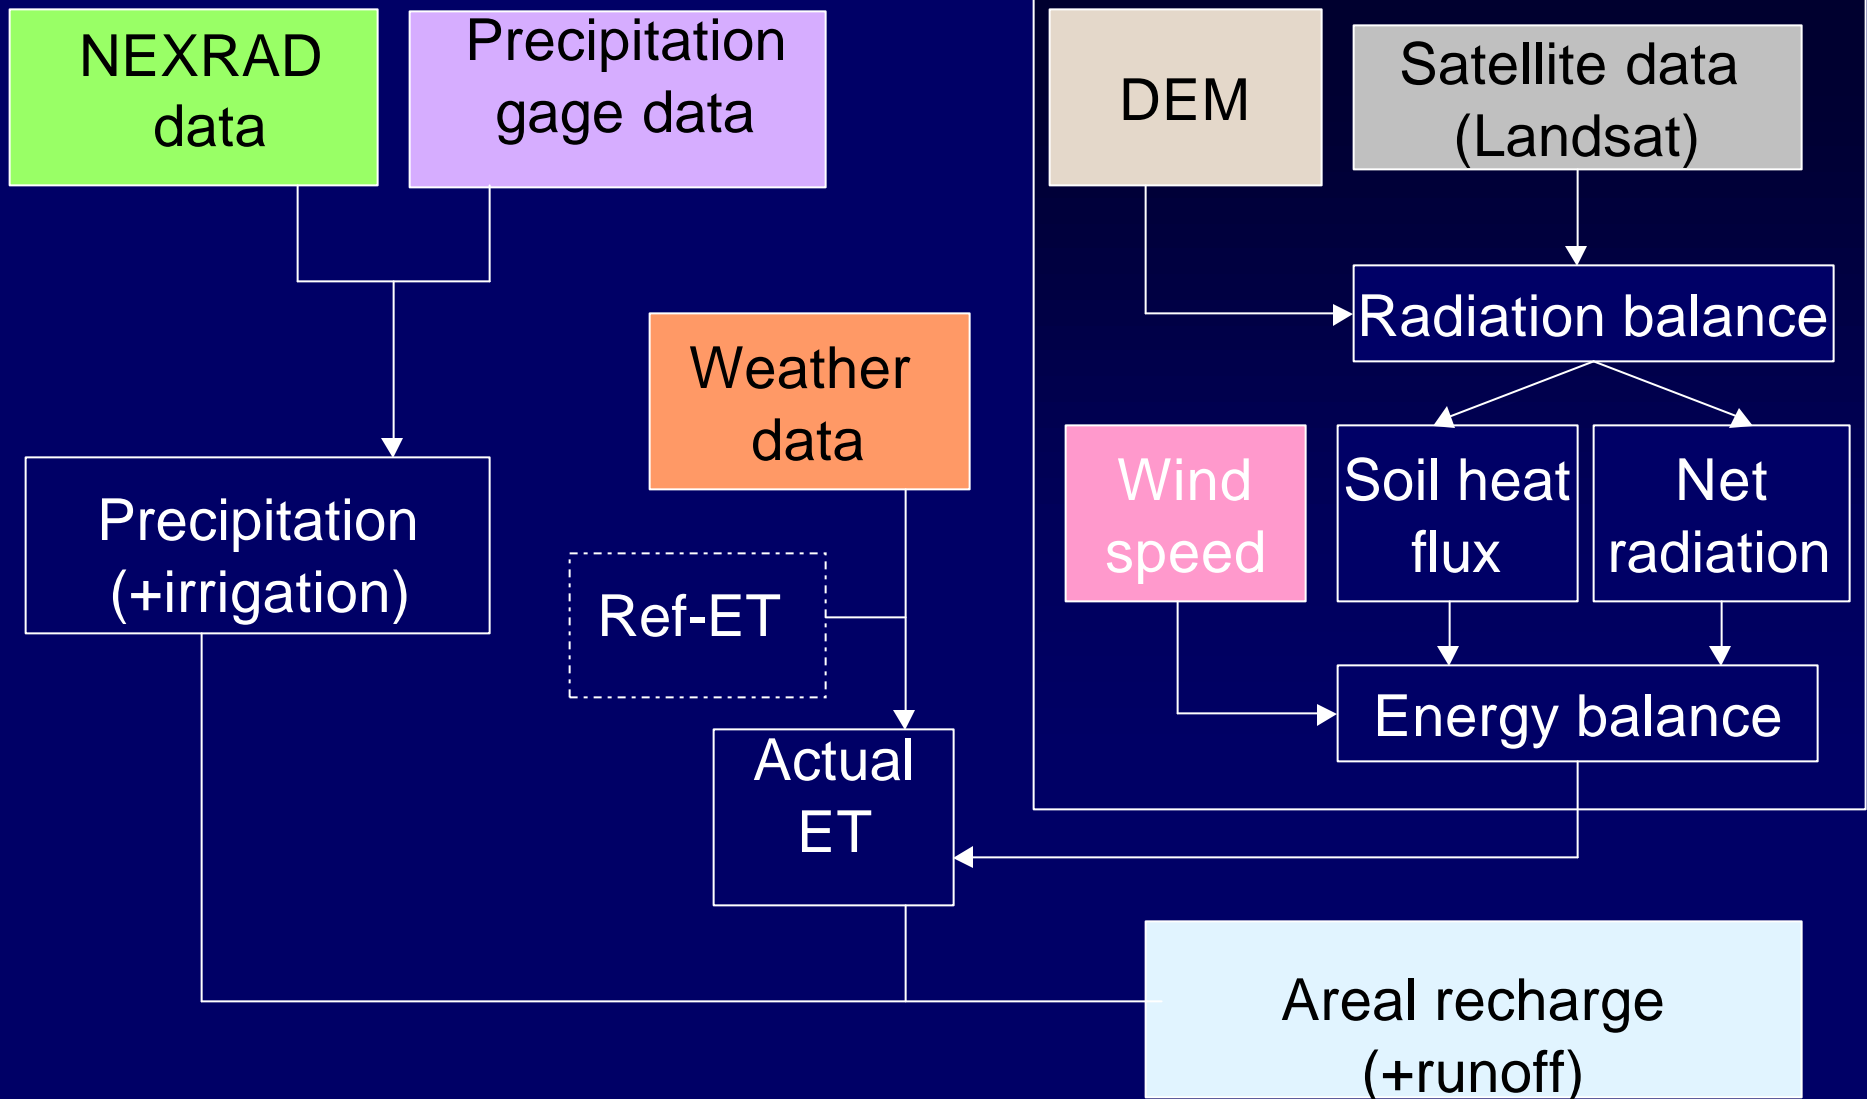 NEXRAD
data
Precipitation
gage data
DEM
Satellite data
(Landsat)
Radiation balance
Weather
data
Wind
speed
Soil heat
flux
Net
radiation
Precipitation
(+irrigation)
Ref-ET
Energy balance
Actual
ET
Areal recharge
(+runoff)